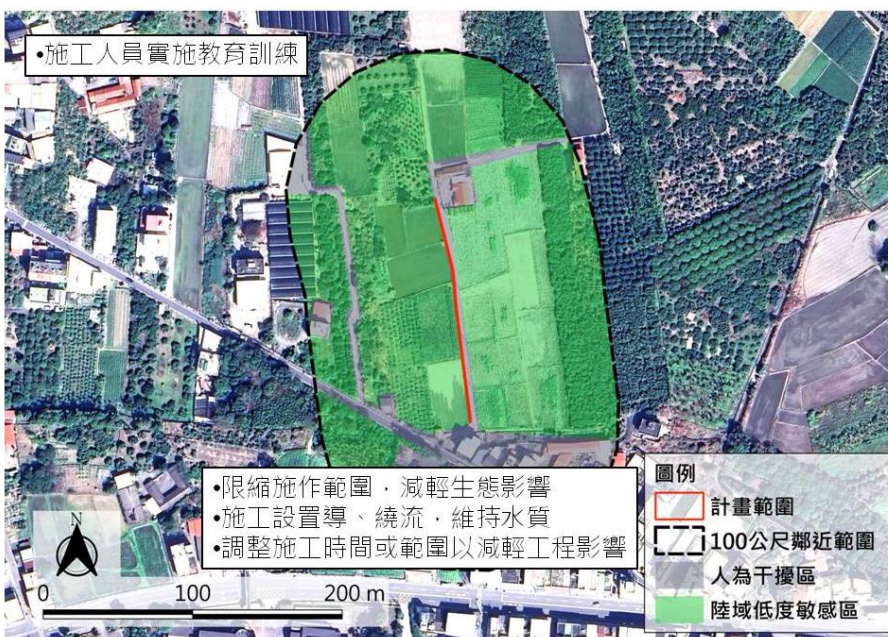 •施工人員實施教育訓練
•限縮施作範圍，減輕生態影響
•施工設置導、繞流，維持水質
•調整施工時間或範圍以減輕工程影響
圖例
計畫範圍
100公尺鄰近範圍
人為干擾區
陸域低度敏感區
N
0 100 200 m